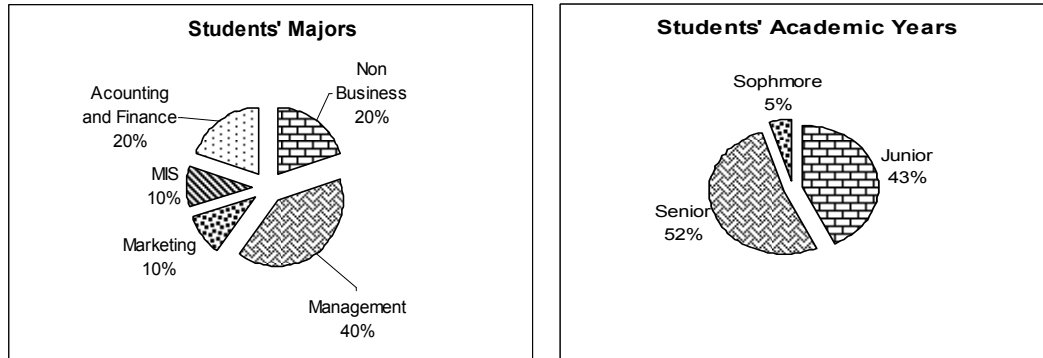 Students' Majors
Non
Business
20%
Acounting
and Finance
20%
MIS
10%
Marketing
10%
Management
40%
Students' Academic Years
Sophmore
5%
Junior
43%
Senior
52%